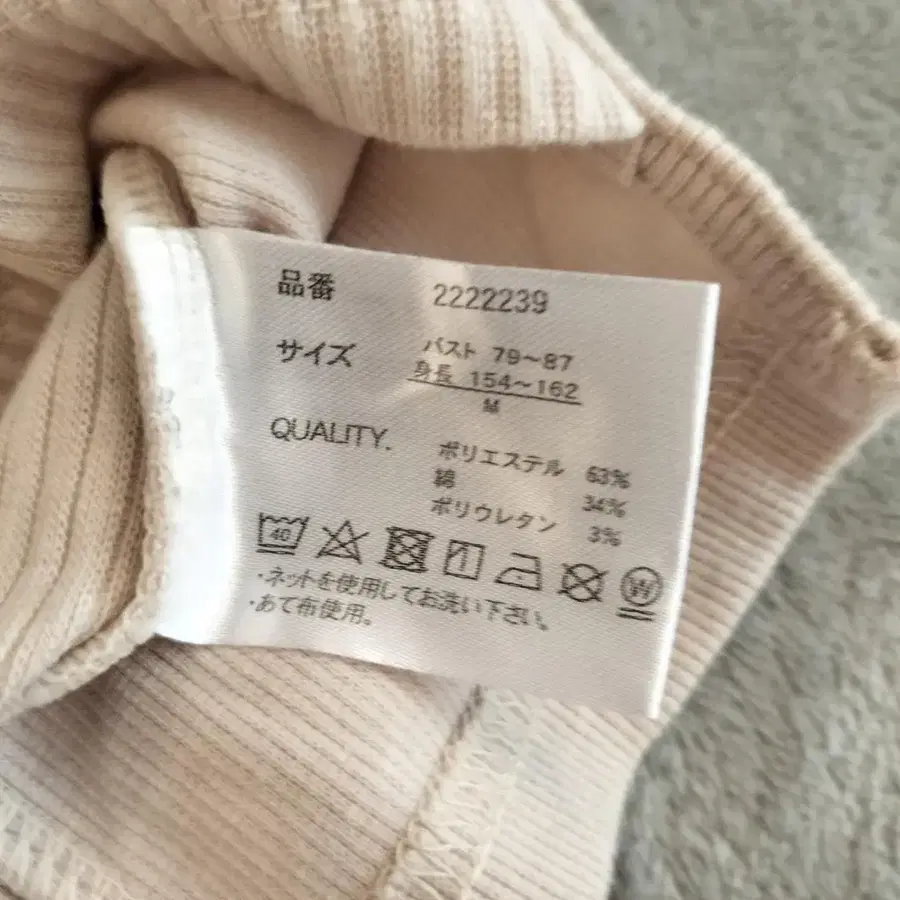 品番 2222239
サイズ バスト 79～87
身長 154～162
M
QUALITY. ポリエステル 63%
綿 34%
ポリウレタン 3%
40 W
・ネットを使用してお洗い下さい。
・あて布使用。